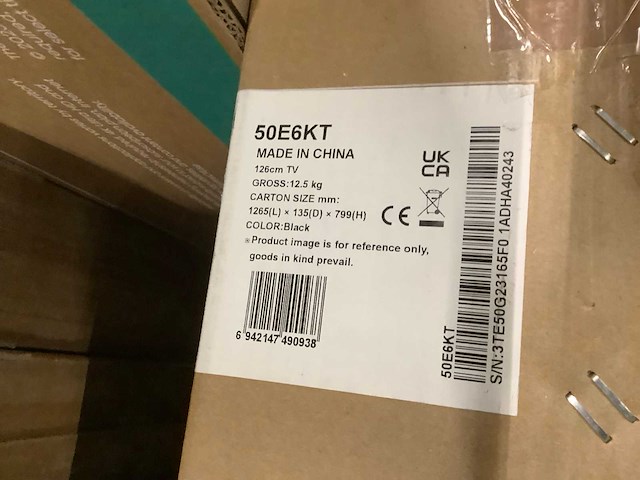 50E6KT
MADE IN CHINA
126cm TV
GROSS:12.5 kg
CARTON SIZE mm:
1265(L) × 135(D) × 799(H)
COLOR:Black
※Product image is for reference only,
goods in kind prevail.
UK
CA
CE
6 942147 490938
50E6KT
S/N:3TE50G23165F0 1ADHA40243